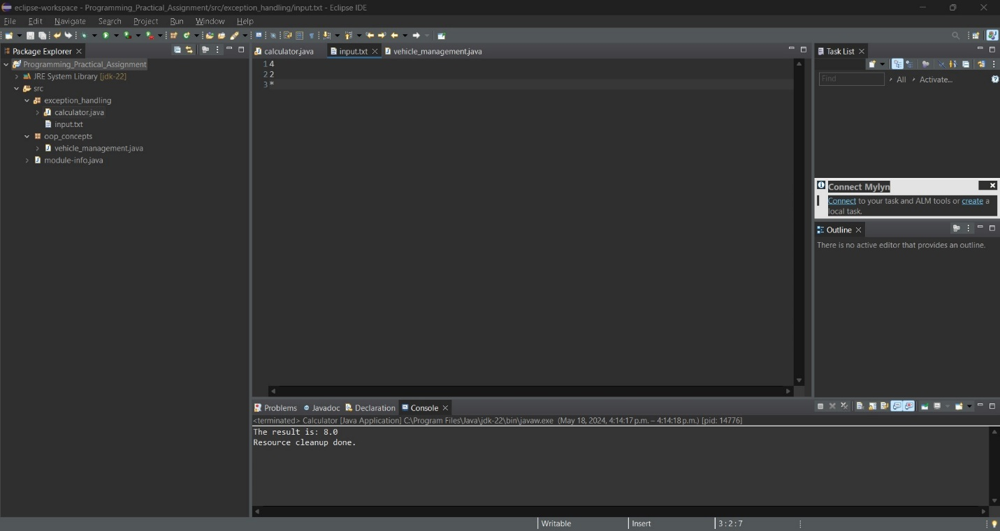 eclipse-workspace - Programming_Practical_Assignment/src/exception_handling/input.txt - Eclipse IDE
File Edit Navigate Search Project Run Window Help
Package Explorer
Programming_Practical_Assignment
JRE System Library [jdk-22]
src
exception_handling
calculator.java
input.txt
oop_concepts
vehicle_management.java
module-info.java
calculator.java input.txt vehicle_management.java
1 4
2 2
3 *
Task List
Find All Activate...
Connect Mylyn
Connect to your task and ALM tools or create a
local task.
Outline
There is no active editor that provides an outline.
Problems Javadoc Declaration Console
<terminated> Calculator [Java Application] C:\Program Files\Java\jdk-22\bin\javaw.exe (May 18, 2024, 4:14:17 p.m. – 4:14:18 p.m.) [pid: 14776]
The result is: 8.0
Resource cleanup done.
Writable Insert 3 : 2 : 7